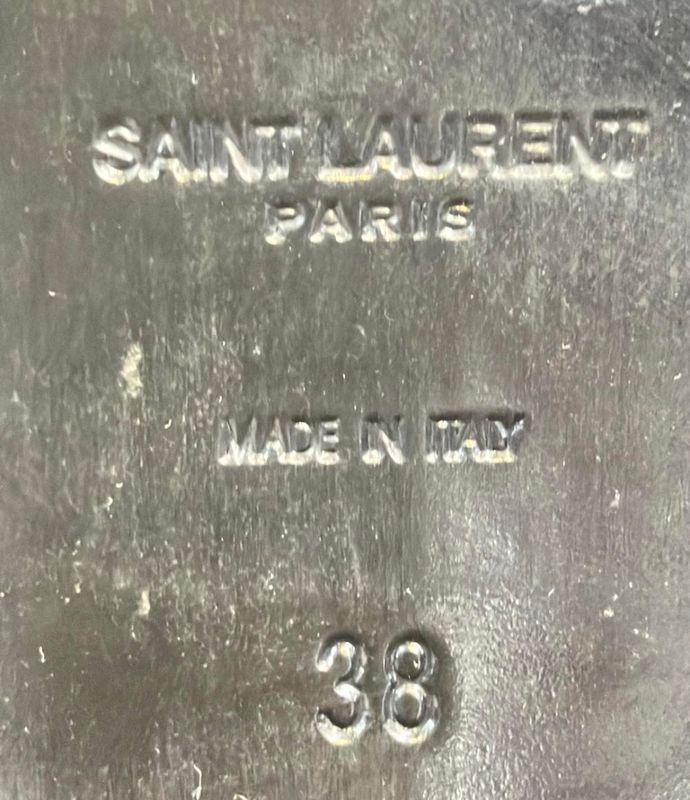 SAINT LAURENT
PARIS
MADE IN ITALY
38